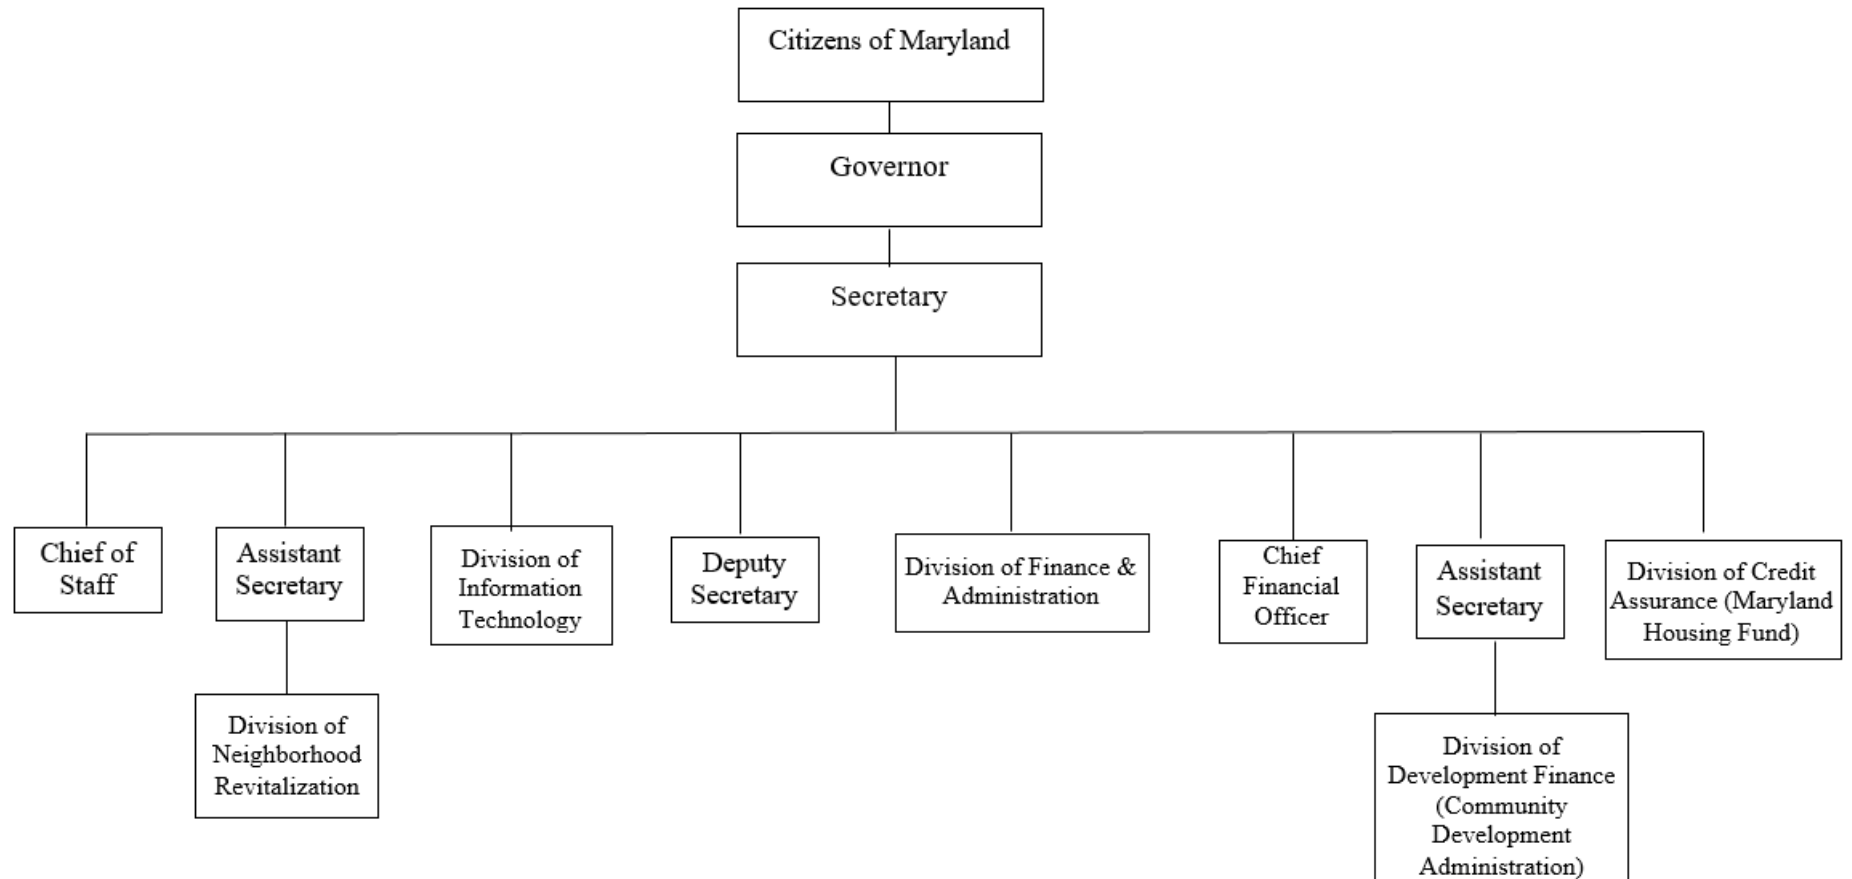 Citizens of Maryland
Governor
Secretary
Chief of
Staff
Assistant
Secretary
Division of
Information
Technology
Deputy
Secretary
Division of Finance &
Administration
Chief
Financial
Officer
Assistant
Secretary
Division of Credit
Assurance (Maryland
Housing Fund)
Division of
Neighborhood
Revitalization
Division of
Development Finance
(Community
Development
Administration)